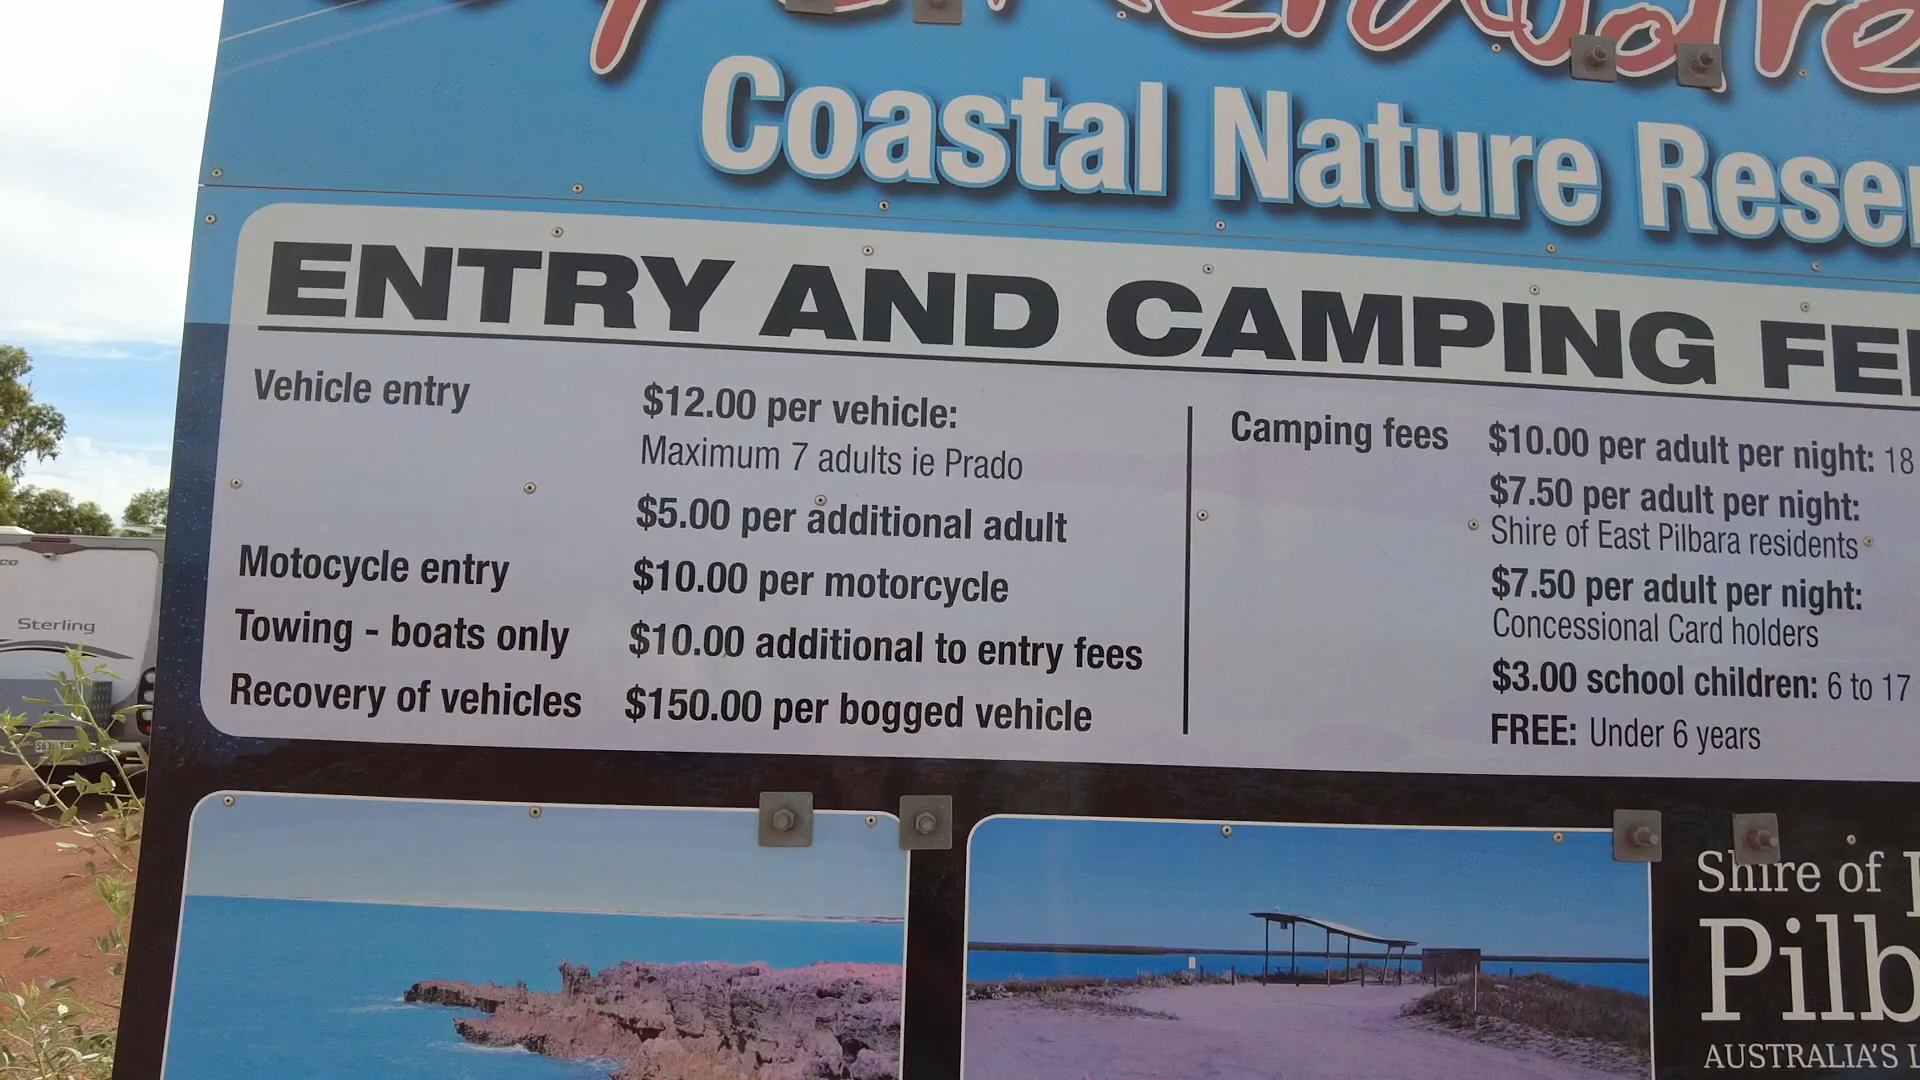 Coastal Nature
ENTRY AND CAMPING
Vehicle entry
$12.00 per vehicle:
Maximum 7 adults ie Prado
$5.00 per additional adult
Motocycle entry
$10.00 per motorcycle
Towing - boats only
$10.00 additional to entry fees
Recovery of vehicles
$150.00 per bogged vehicle
Camping fees
$10.00 per adult per night: 18
$7.50 per adult per night:
Shire of East Pilbara residents
$7.50 per adult per night:
Concessional Card holders
$3.00 school children: 6 to 17
FREE: Under 6 years
Shire of
AUSTRALIA'S
Sterling